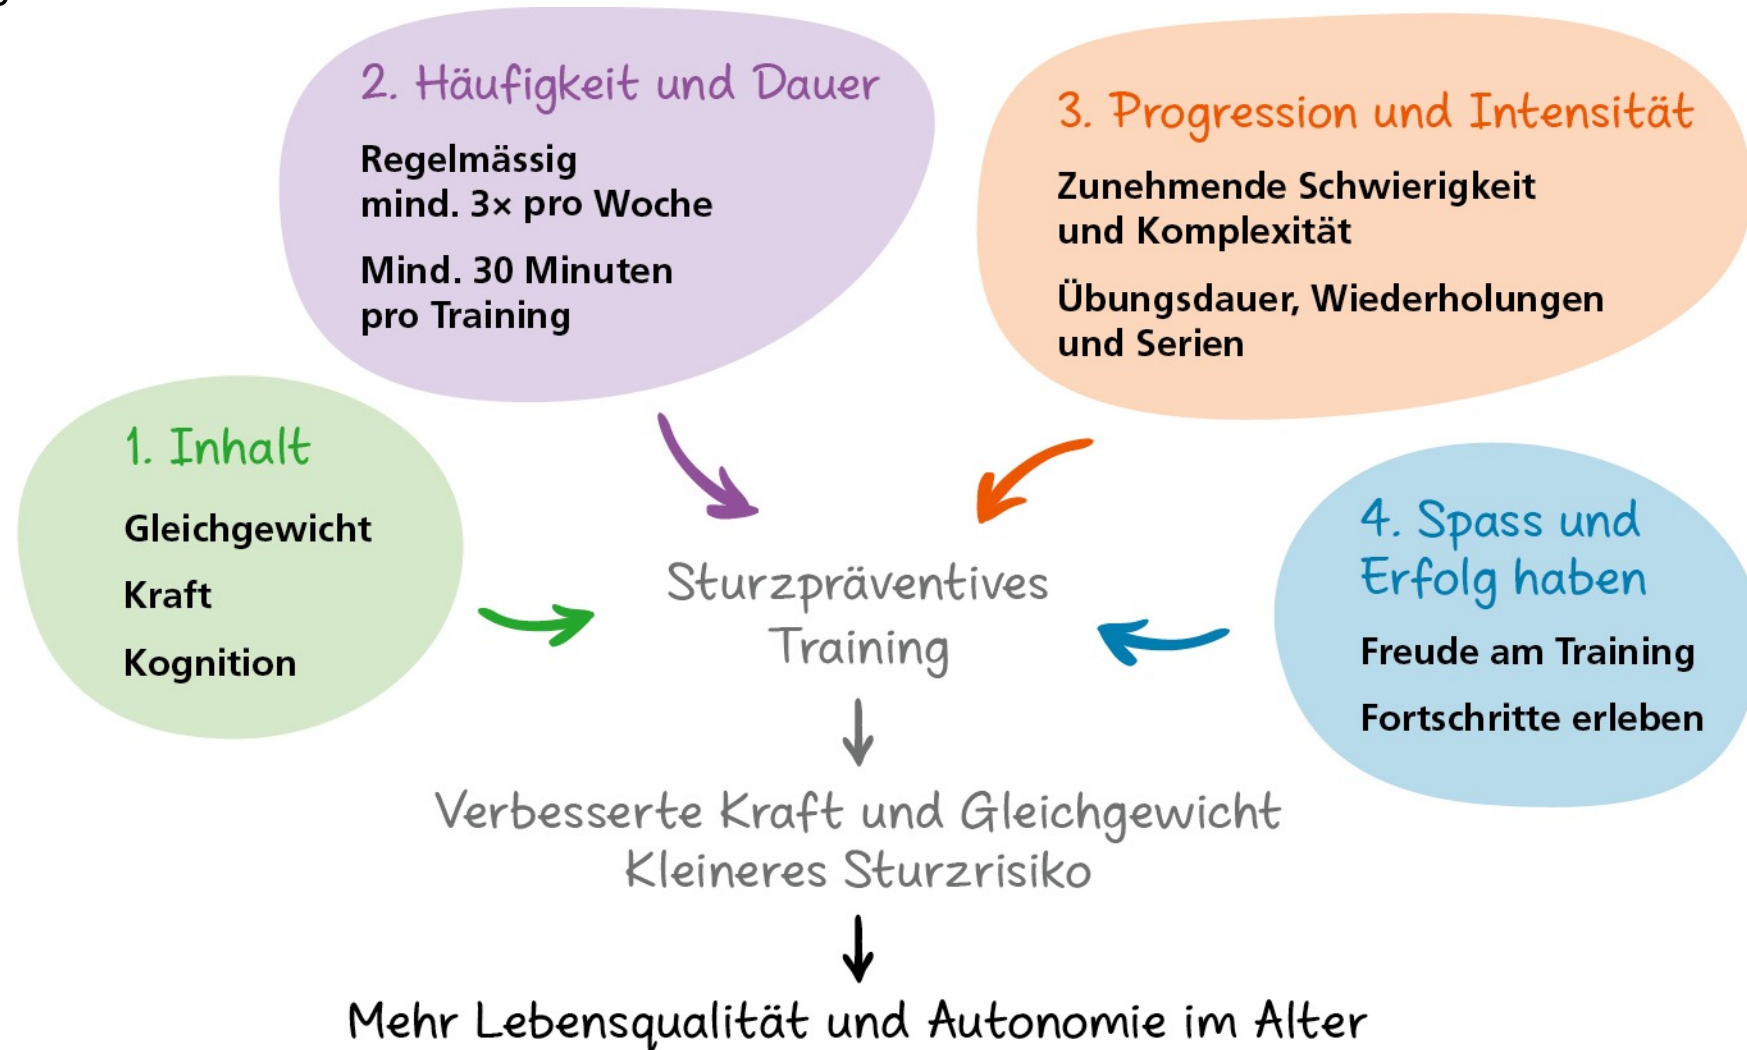 1. Inhalt
Gleichgewicht
Kraft
Kognition
2. Häufigkeit und Dauer
Regelmässig
mind. 3× pro Woche
Mind. 30 Minuten
pro Training
3. Progression und Intensität
Zunehmende Schwierigkeit
und Komplexität
Übungsdauer, Wiederholungen
und Serien
4. Spass und
Erfolg haben
Freude am Training
Fortschritte erleben
Sturzpräventives
Training
Verbesserte Kraft und Gleichgewicht
Kleineres Sturzrisiko
Mehr Lebensqualität und Autonomie im Alter